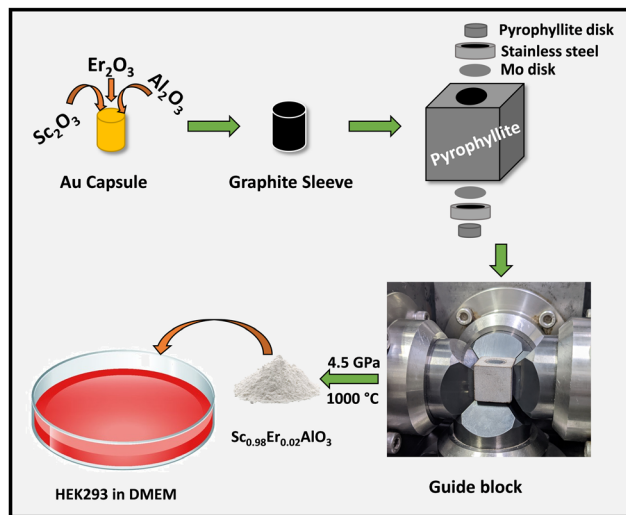 Pyrophyllite disk
Stainless steel
Mo disk
Er₂O₃
Sc₂O₃
Al₂O₃
Pyrophyllite
Au Capsule
Graphite Sleeve
4.5 GPa
1000 °C
Sc₀.₉₈Er₀.₀₂AlO₃
HEK293 in DMEM
Guide block